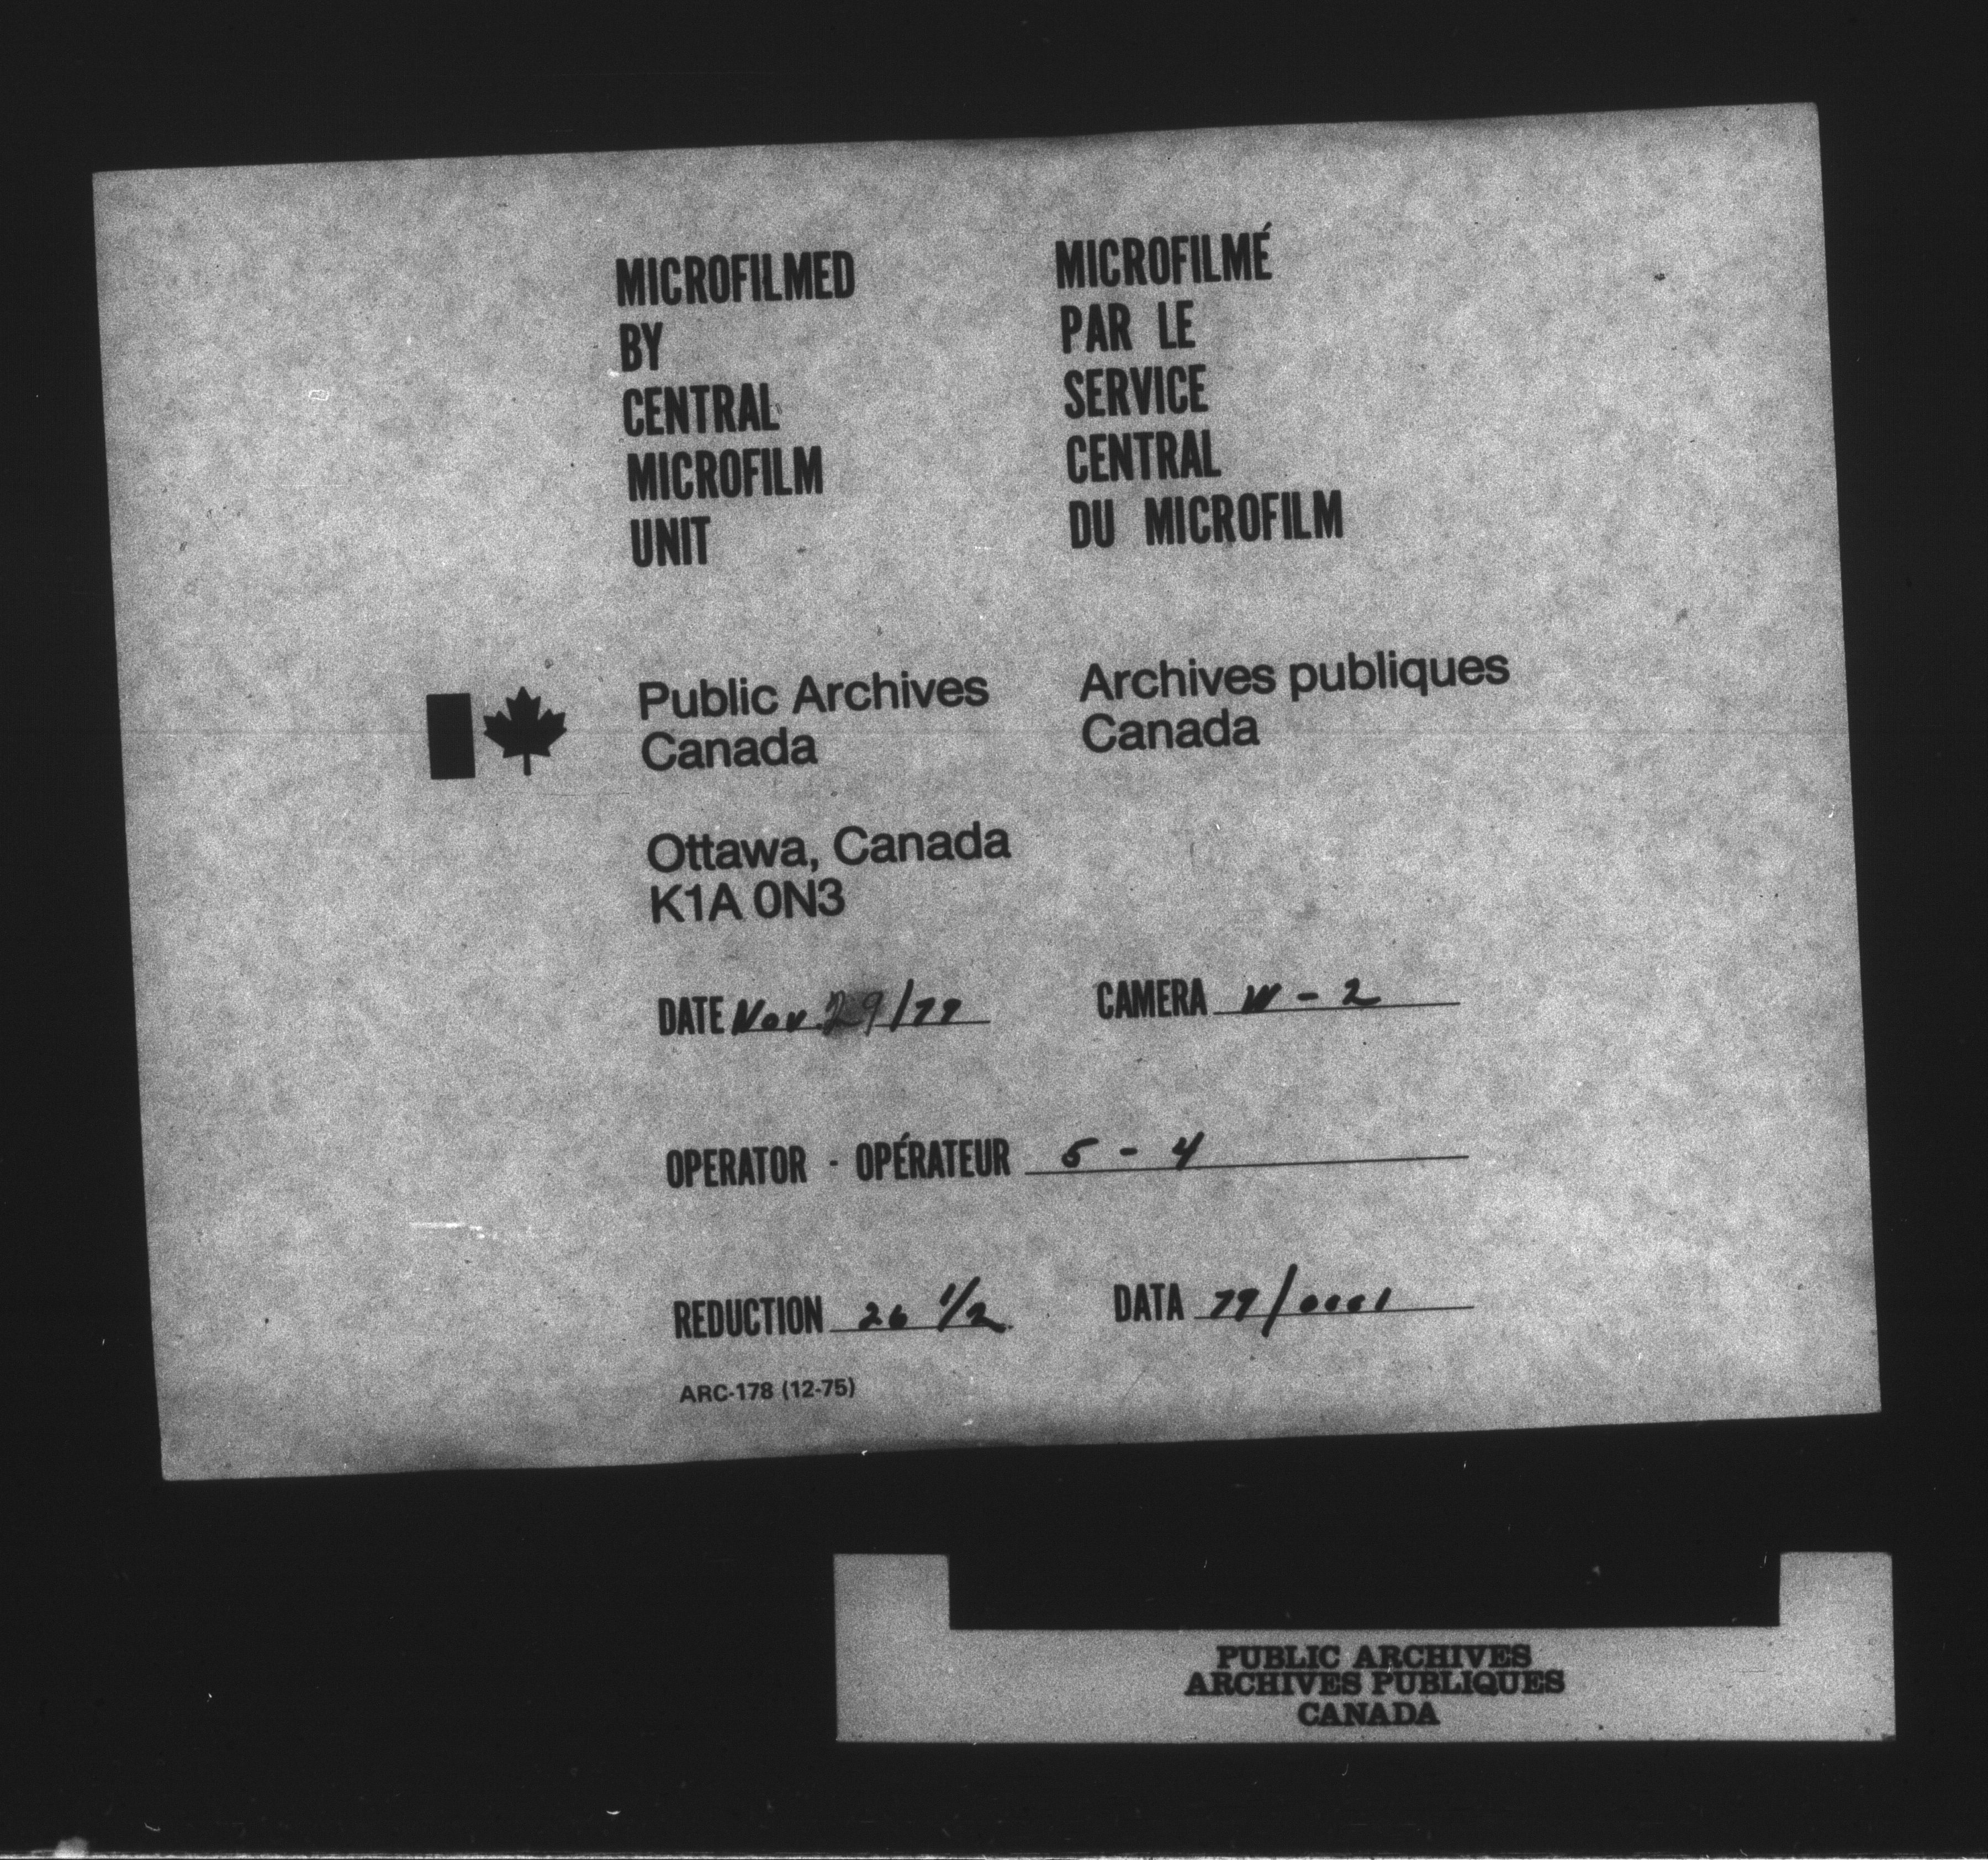 MICROFILMED
BY
CENTRAL
MICROFILM
UNIT
MICROFILMÉ
PAR LE
SERVICE
CENTRAL
DU MICROFILM
Public Archives
Canada
Archives publiques
Canada
Ottawa, Canada
K1A 0N3
DATE Nov. 29/79 CAMERA W - 2
OPERATOR - OPÉRATEUR 5 - 4
REDUCTION 26 1/2 DATA 79/0001
ARC-178 (12-75)
PUBLIC ARCHIVES
ARCHIVES PUBLIQUES
CANADA